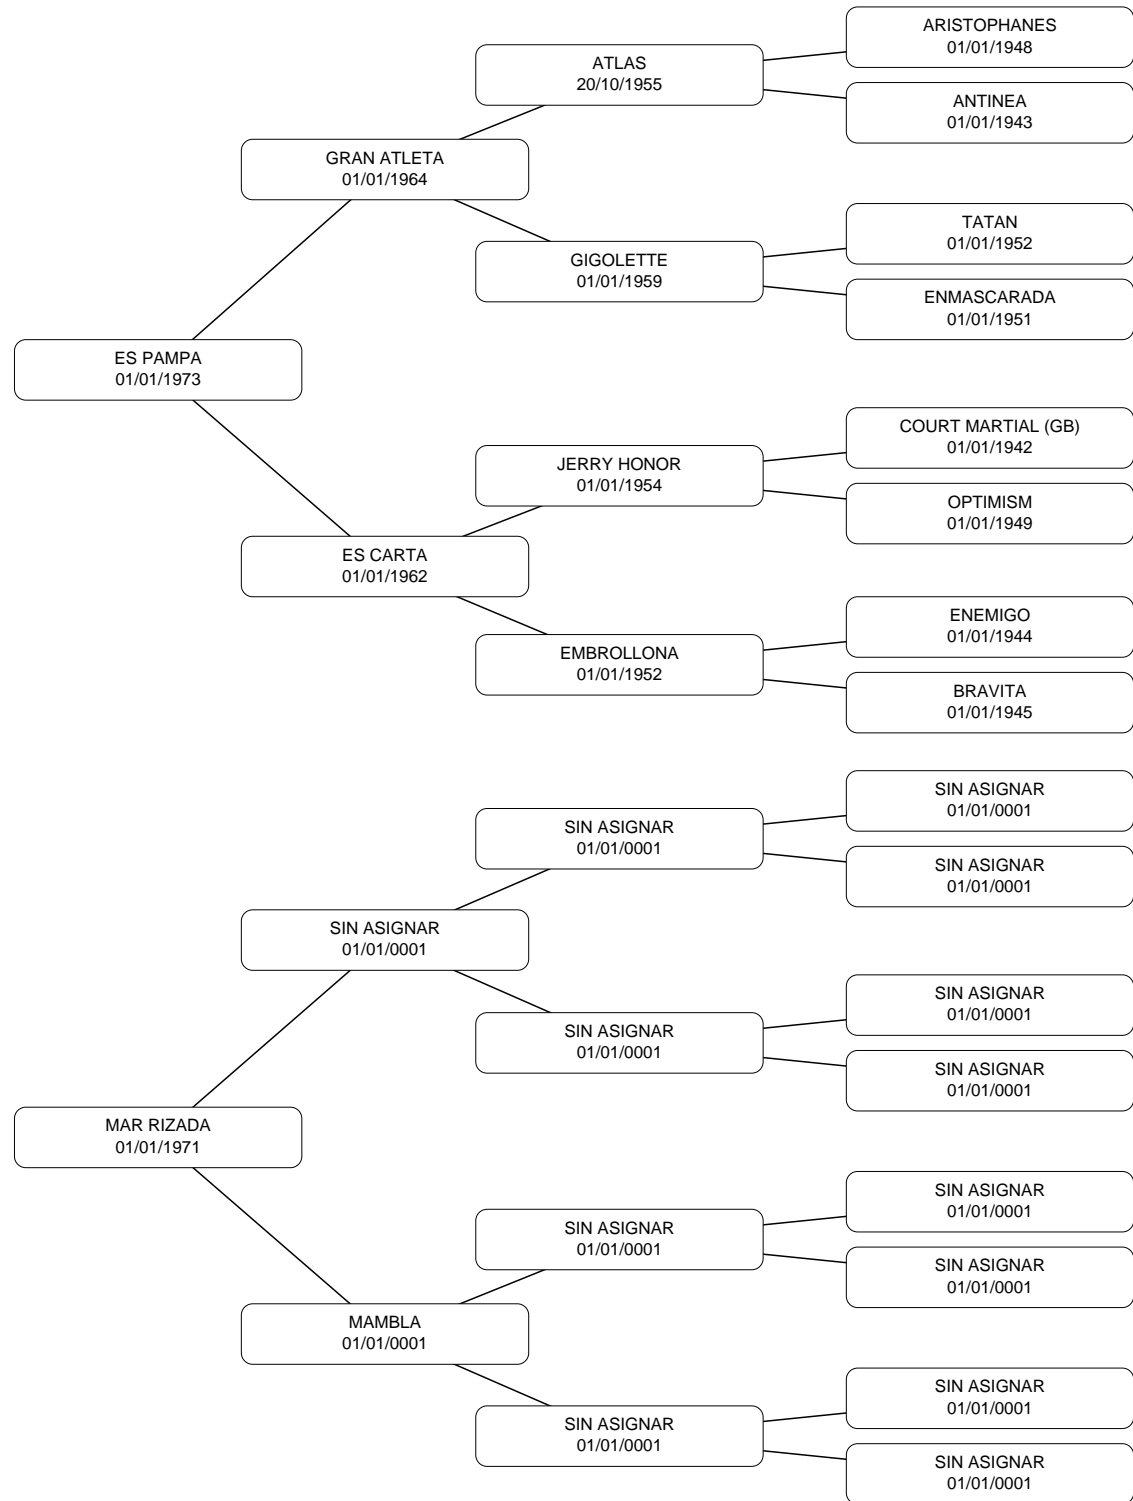 ARISTOPHANES
01/01/1948
ATLAS
20/10/1955
ANTINEA
01/01/1943
GRAN ATLETA
01/01/1964
TATAN
01/01/1952
GIGOLETTE
01/01/1959
ENMASCARADA
01/01/1951
ES PAMPA
01/01/1973
COURT MARTIAL (GB)
01/01/1942
JERRY HONOR
01/01/1954
OPTIMISM
01/01/1949
ES CARTA
01/01/1962
ENEMIGO
01/01/1944
EMBROLLONA
01/01/1952
BRAVITA
01/01/1945
SIN ASIGNAR
01/01/0001
SIN ASIGNAR
01/01/0001
SIN ASIGNAR
01/01/0001
SIN ASIGNAR
01/01/0001
SIN ASIGNAR
01/01/0001
SIN ASIGNAR
01/01/0001
SIN ASIGNAR
01/01/0001
MAR RIZADA
01/01/1971
SIN ASIGNAR
01/01/0001
SIN ASIGNAR
01/01/0001
SIN ASIGNAR
01/01/0001
MAMBLA
01/01/0001
SIN ASIGNAR
01/01/0001
SIN ASIGNAR
01/01/0001
SIN ASIGNAR
01/01/0001